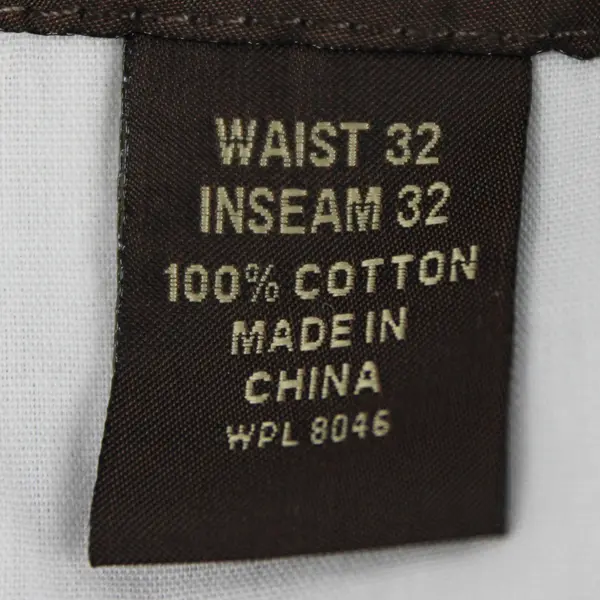 WAIST 32
INSEAM 32
100% COTTON
MADE IN
CHINA
WPL 8046